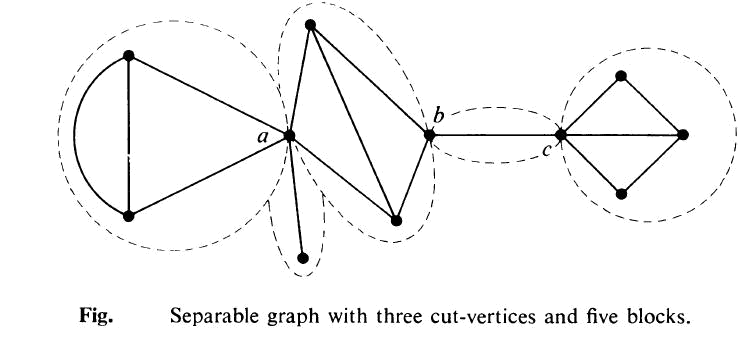 a
b
c
Fig. Separable graph with three cut-vertices and five blocks.